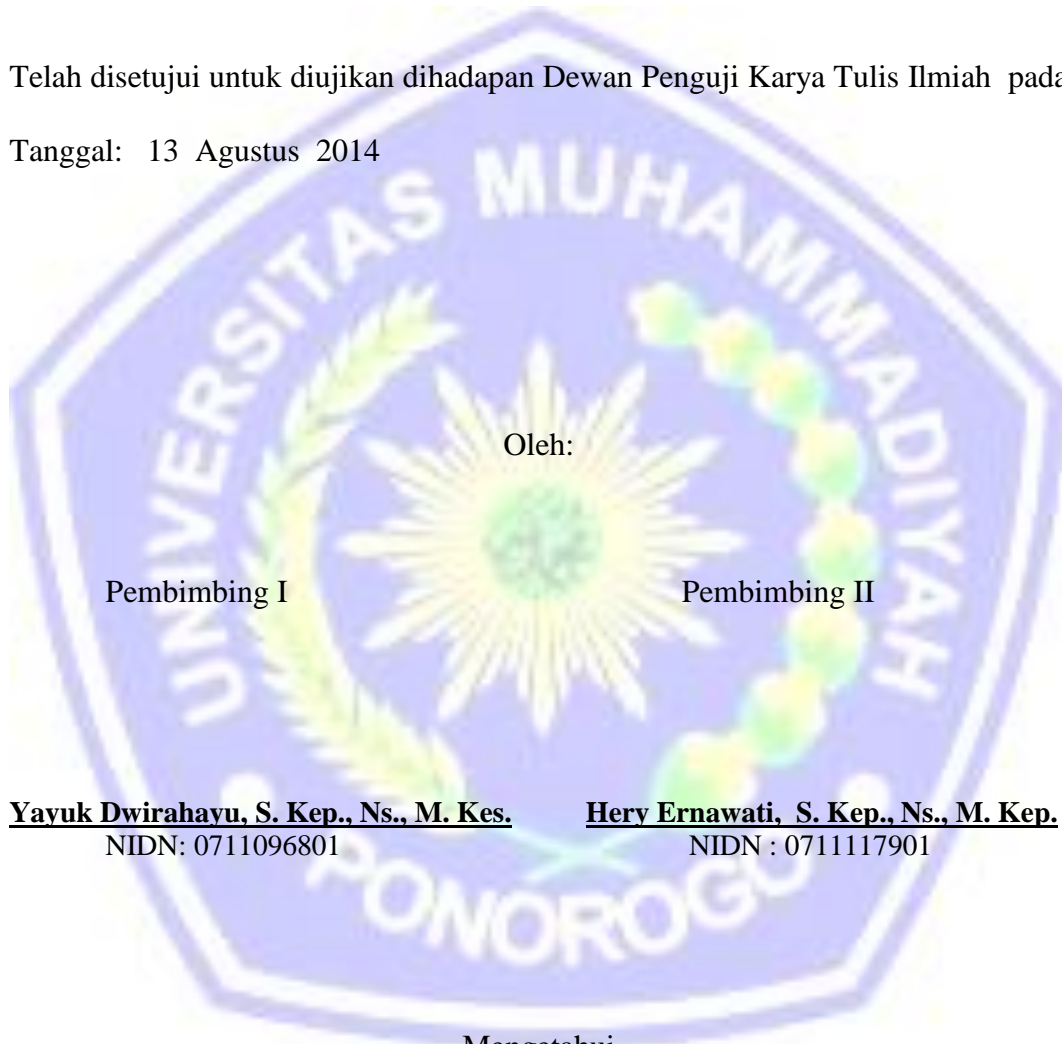 Telah disetujui untuk diujikan dihadapan Dewan Penguji Karya Tulis Ilmiah pada
Tanggal: 13 Agustus 2014
UNIVERSITAS MUHAMMADIYAH
Oleh:
Pembimbing I Pembimbing II
Yayuk Dwirahayu, S. Kep., Ns., M. Kes. Hery Ernawati, S. Kep., Ns., M. Kep.
NIDN: 0711096801 NIDN : 0711117901
PONOROGO
Mengetahui